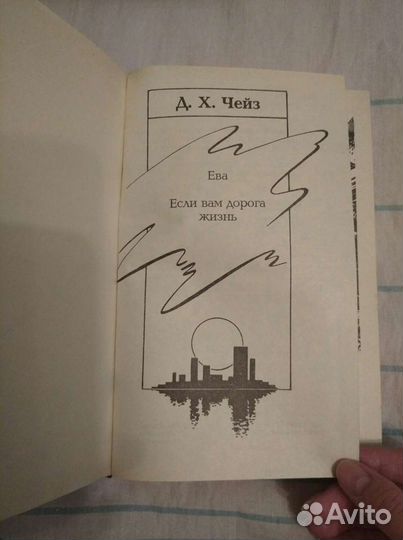 Д. Х. Чейз
Ева
Если вам дорога
жизнь
Avito